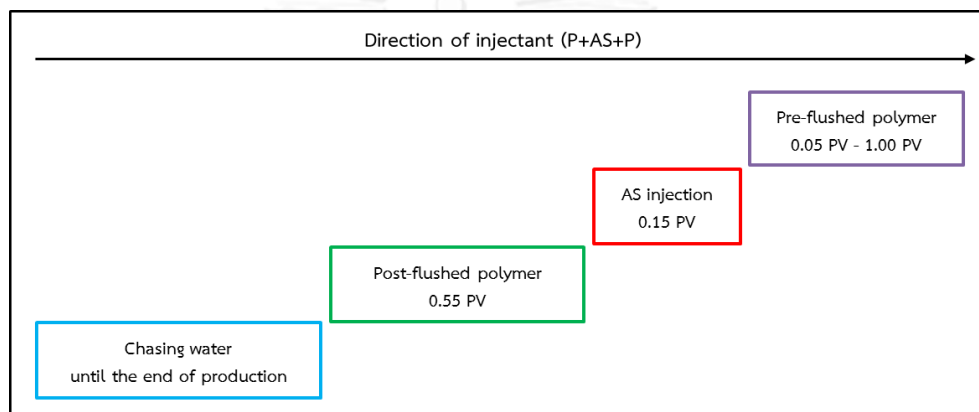 Direction of injectant (P+AS+P)
Pre-flushed polymer
0.05 PV - 1.00 PV
AS injection
0.15 PV
Post-flushed polymer
0.55 PV
Chasing water
until the end of production